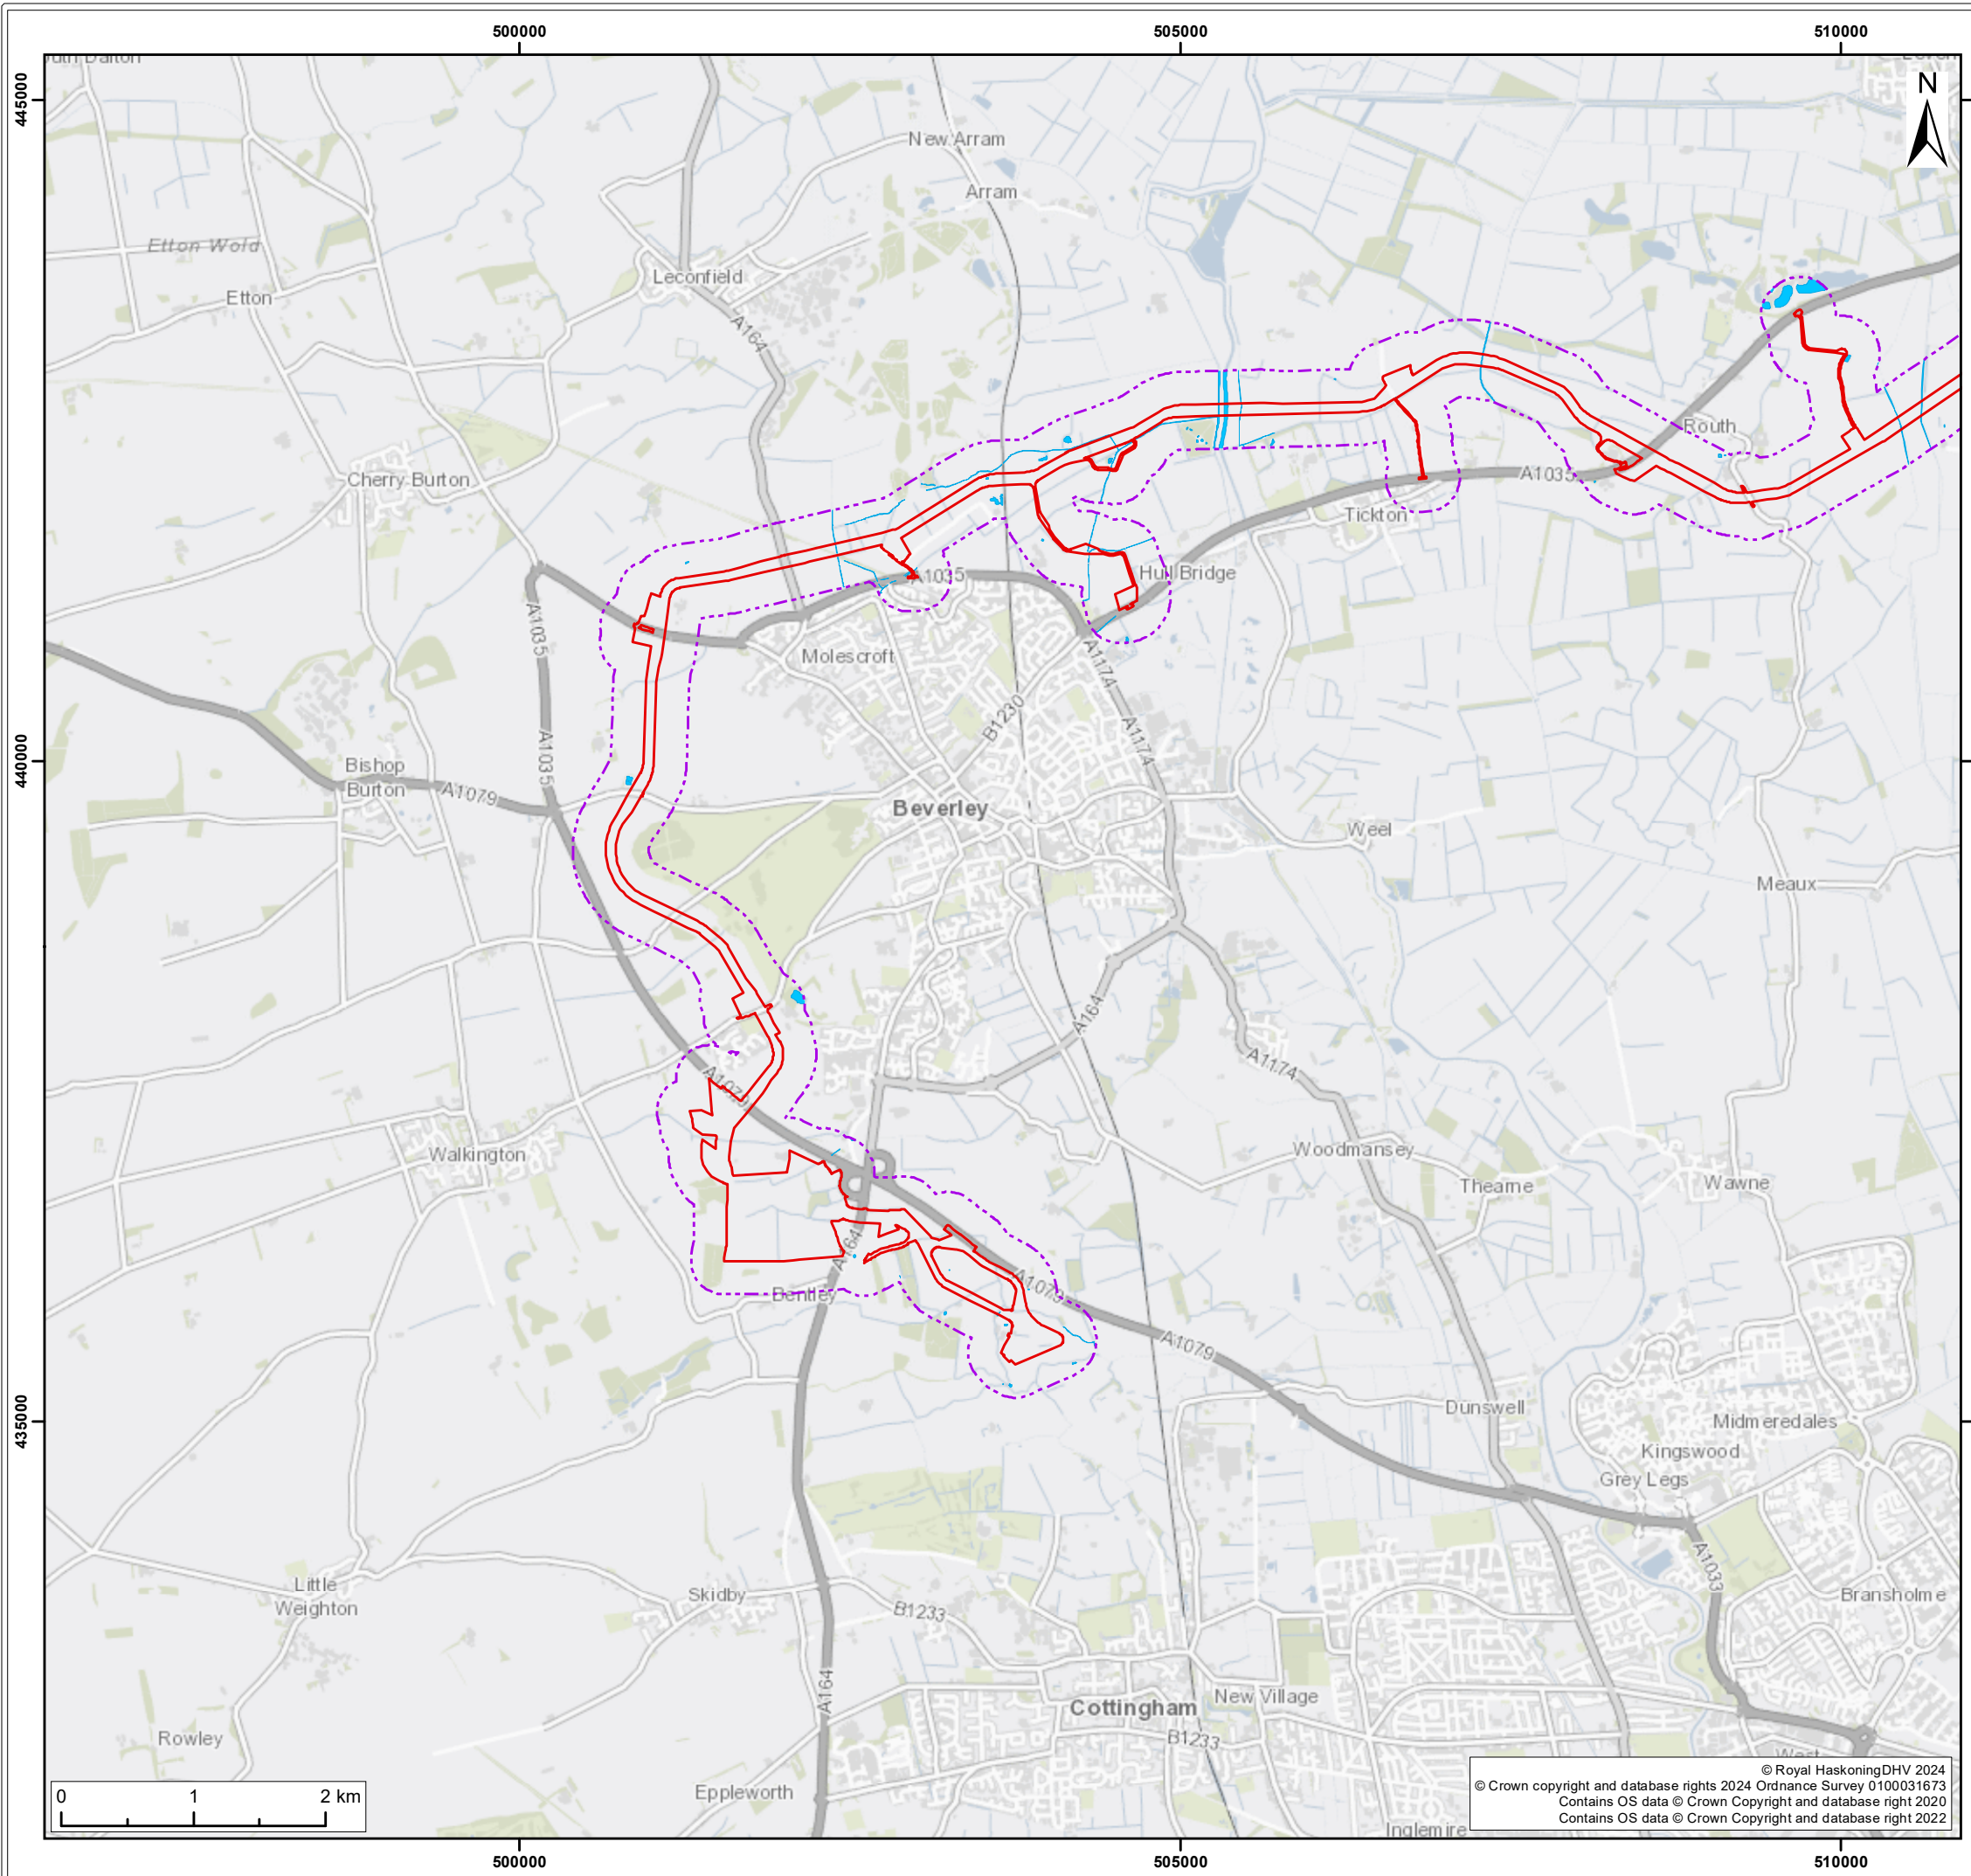 500000
505000
510000
445000
N
New Arram
Arram
Etton Wold
Leconfield
Etton
A164
Routh
Cherry Burton
A1035
Tickton
Hull Bridge
A1035
A1035
Molescroft
A1174
B1230
A1174
A1035
440000
Bishop
Burton
A1079
Beverley
Weel
Meaux
A164
A1174
A1079
Walkington
Woodmansey
Thearne
Wawne
A164
A1079
Bentley
A1079
435000
Dunswell
Midmeredales
Kingswood
Grey Legs
A1033
Little
Weighton
Skidby
B1233
Bransholme
A164
Cottingham
New Village
Rowley
B1233
West
Eppleworth
Inglemire
0 1 2 km
© Royal HaskoningDHV 2024
© Crown copyright and database rights 2024 Ordnance Survey 0100031673
Contains OS data © Crown Copyright and database right 2020
Contains OS data © Crown Copyright and database right 2022
500000
505000
510000